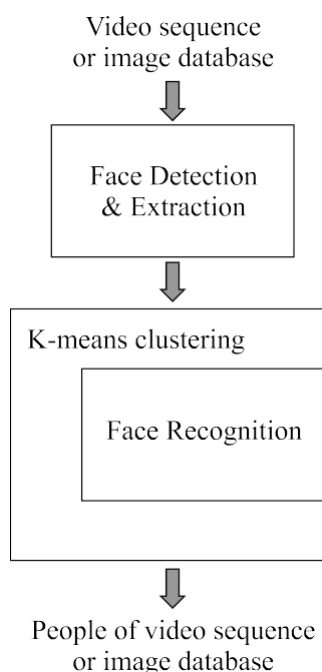 Video sequence
or image database
Face Detection
& Extraction
K-means clustering
Face Recognition
People of video sequence
or image database